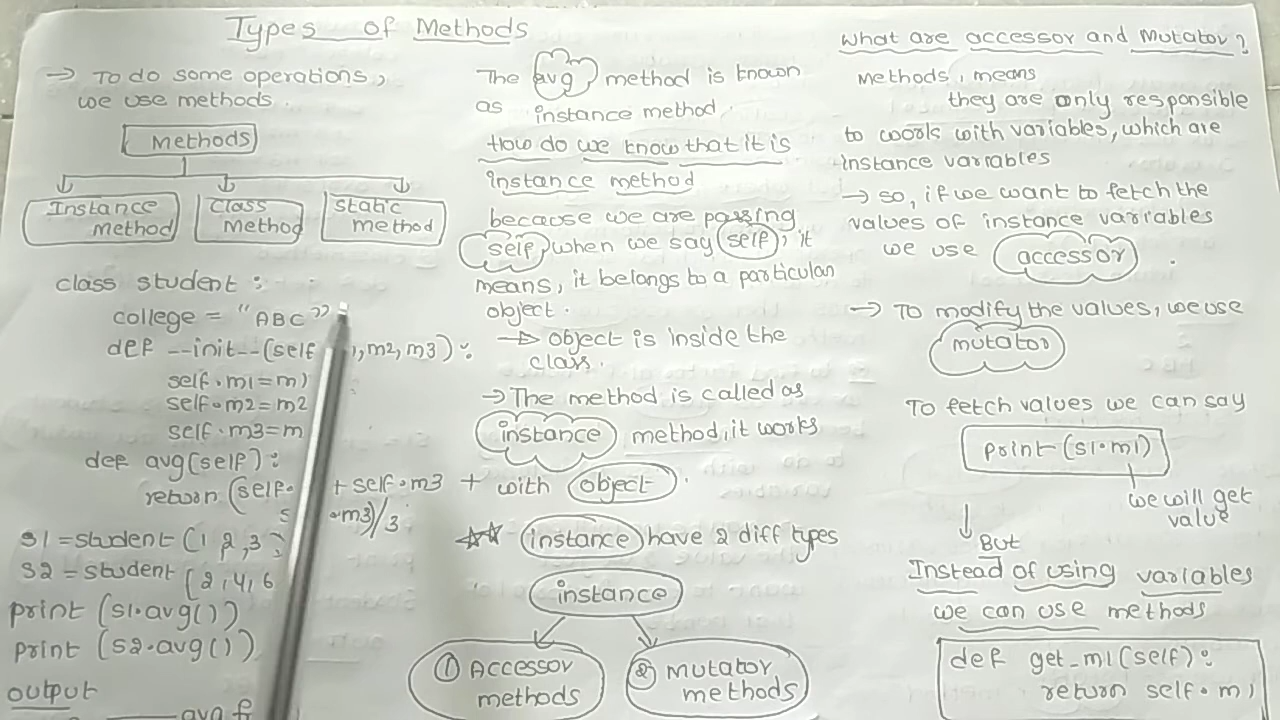 Types of Methods
→ To do some operations,
we use methods.
Methods
Instance method
class method
static method
class student :
college = "ABC"
def __init__(self 1, m2, m3) :
self.m1 = m1
self.m2 = m2
self.m3 = m
def avg(self) :
return (self. + self.m3 +
s .m3)/3
s1 = student (1, 2, 3)
s2 = student (2, 4, 6
print (s1.avg())
print (s2.avg())
output
The avg method is known
as instance method.
How do we know that it is
instance method
because we are passing
self, when we say self, it
means, it belongs to a particular
object.
→ object is inside the
class.
→ The method is called as
instance method, it works
with object.
instance have 2 diff types
instance
① Accessor
methods
② Mutator
methods
what are accessor and Mutator?
Methods, means
they are only responsible
to work with variables, which are
instance variables
→ so, if we want to fetch the
values of instance variables
we use accessor.
→ To modify the values, we use
mutator
To fetch values we can say
print (s1.m1)
we will get
value
But
Instead of using variables
we can use methods
def get_m1(self) :
return self.m1